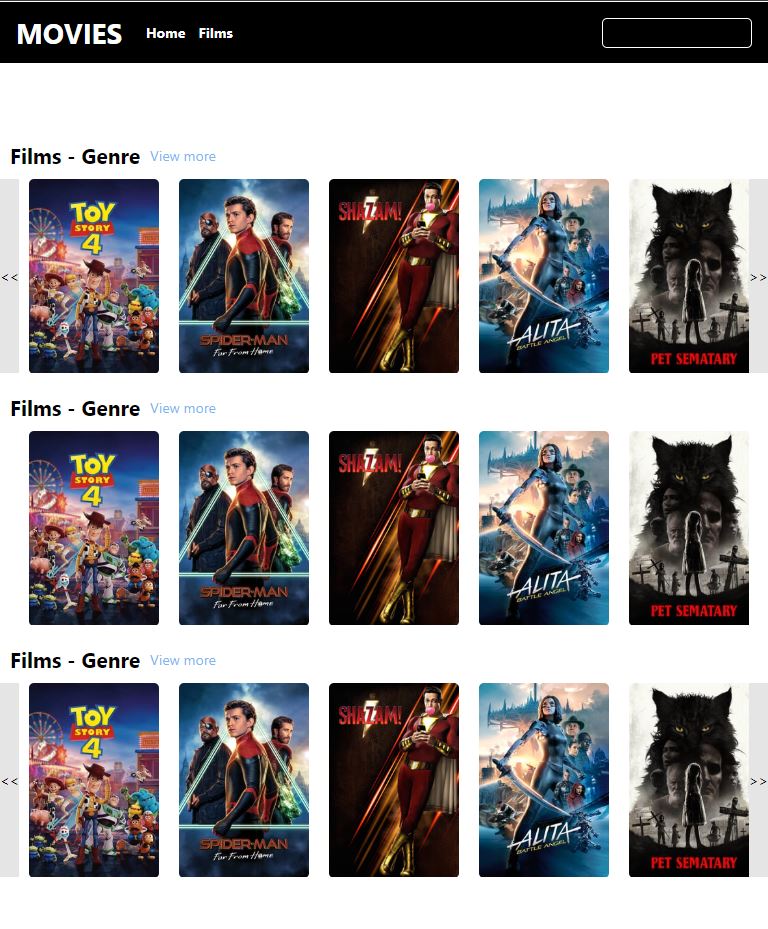 MOVIES Home Films
Films - Genre View more
<< >>
TOY
STORY
4
SPIDER-MAN
Far From Home
SHAZAM!
ALITA
BATTLE ANGEL
PET SEMATARY
Films - Genre View more
TOY
STORY
4
SPIDER-MAN
Far From Home
SHAZAM!
ALITA
BATTLE ANGEL
PET SEMATARY
Films - Genre View more
<< >>
TOY
STORY
4
SPIDER-MAN
Far From Home
SHAZAM!
ALITA
BATTLE ANGEL
PET SEMATARY